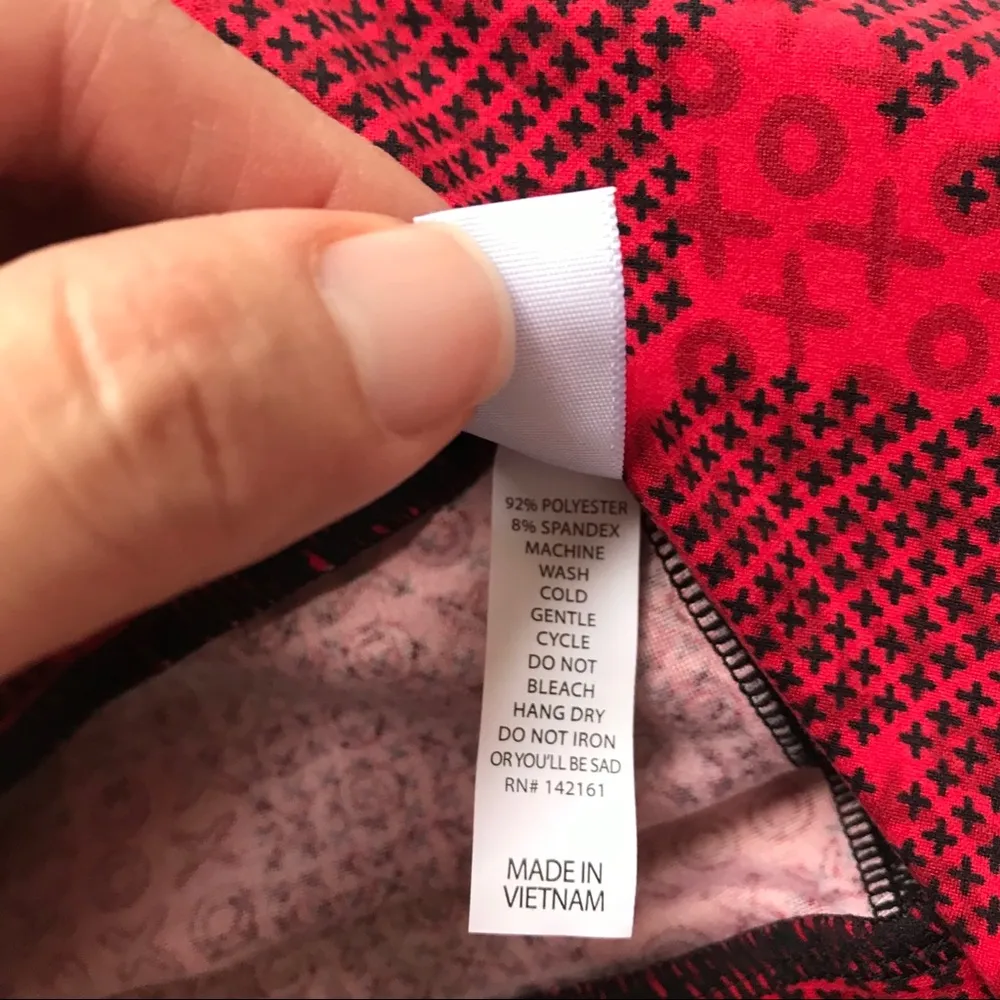 92% POLYESTER
8% SPANDEX
MACHINE
WASH
COLD
GENTLE
CYCLE
DO NOT
BLEACH
HANG DRY
DO NOT IRON
OR YOU'LL BE SAD
RN# 142161
MADE IN
VIETNAM